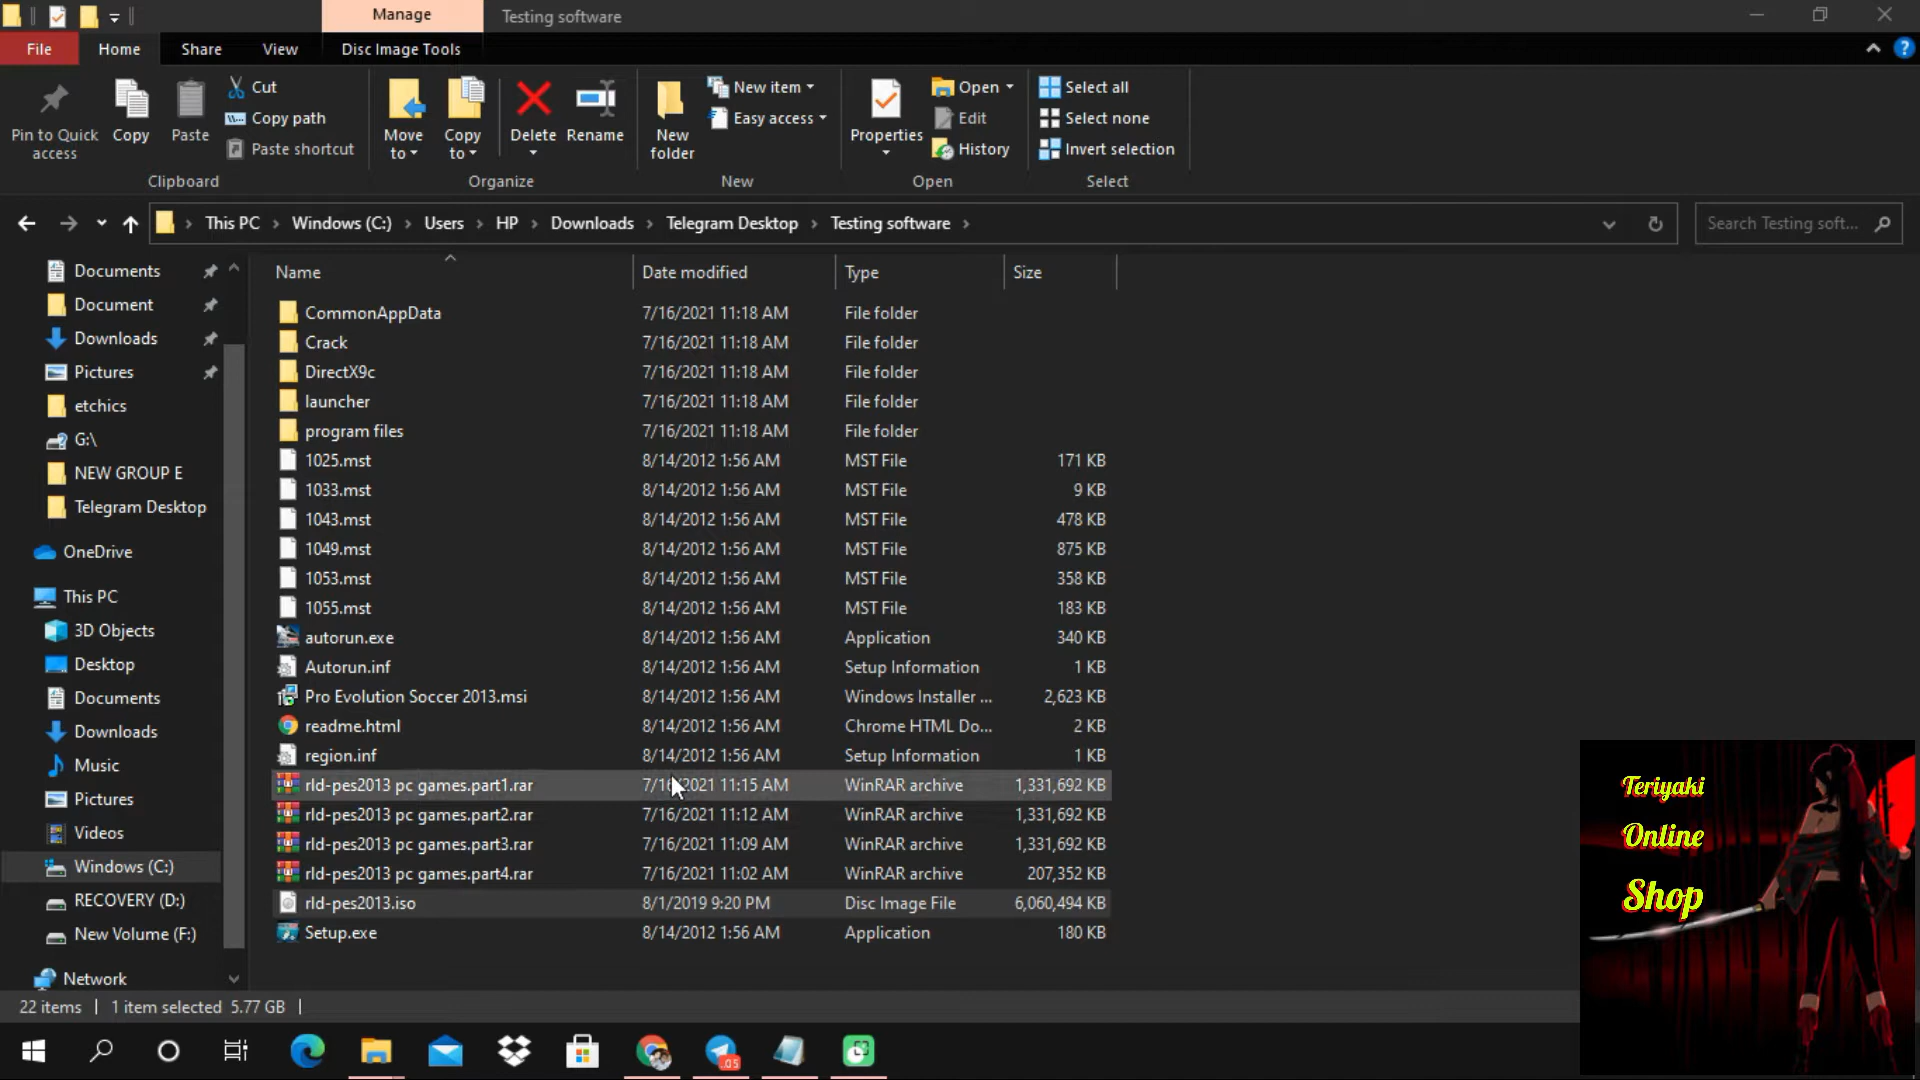 Manage
Testing software
File
Home
Share
View
Disc Image Tools
Pin to Quick access
Copy
Paste
Cut
Copy path
Paste shortcut
Clipboard
Move to
Copy to
Delete
Rename
Organize
New folder
New item
Easy access
New
Properties
Open
Edit
History
Open
Select all
Select none
Invert selection
Select
This PC
Windows (C:)
Users
HP
Downloads
Telegram Desktop
Testing software
Search Testing soft...
Documents
Document
Downloads
Pictures
etchics
G:\
NEW GROUP E
Telegram Desktop
OneDrive
This PC
3D Objects
Desktop
Documents
Downloads
Music
Pictures
Videos
Windows (C:)
RECOVERY (D:)
New Volume (F:)
Network
Name Date modified Type Size
CommonAppData 7/16/2021 11:18 AM File folder
Crack 7/16/2021 11:18 AM File folder
DirectX9c 7/16/2021 11:18 AM File folder
launcher 7/16/2021 11:18 AM File folder
program files 7/16/2021 11:18 AM File folder
1025.mst 8/14/2012 1:56 AM MST File 171 KB
1033.mst 8/14/2012 1:56 AM MST File 9 KB
1043.mst 8/14/2012 1:56 AM MST File 478 KB
1049.mst 8/14/2012 1:56 AM MST File 875 KB
1053.mst 8/14/2012 1:56 AM MST File 358 KB
1055.mst 8/14/2012 1:56 AM MST File 183 KB
autorun.exe 8/14/2012 1:56 AM Application 340 KB
Autorun.inf 8/14/2012 1:56 AM Setup Information 1 KB
Pro Evolution Soccer 2013.msi 8/14/2012 1:56 AM Windows Installer ... 2,623 KB
readme.html 8/14/2012 1:56 AM Chrome HTML Do... 2 KB
region.inf 8/14/2012 1:56 AM Setup Information 1 KB
rld-pes2013 pc games.part1.rar 7/16/2021 11:15 AM WinRAR archive 1,331,692 KB
rld-pes2013 pc games.part2.rar 7/16/2021 11:12 AM WinRAR archive 1,331,692 KB
rld-pes2013 pc games.part3.rar 7/16/2021 11:09 AM WinRAR archive 1,331,692 KB
rld-pes2013 pc games.part4.rar 7/16/2021 11:02 AM WinRAR archive 207,352 KB
rld-pes2013.iso 8/1/2019 9:20 PM Disc Image File 6,060,494 KB
Setup.exe 8/14/2012 1:56 AM Application 180 KB
Teriyaki
Online
Shop
22 items 1 item selected 5.77 GB